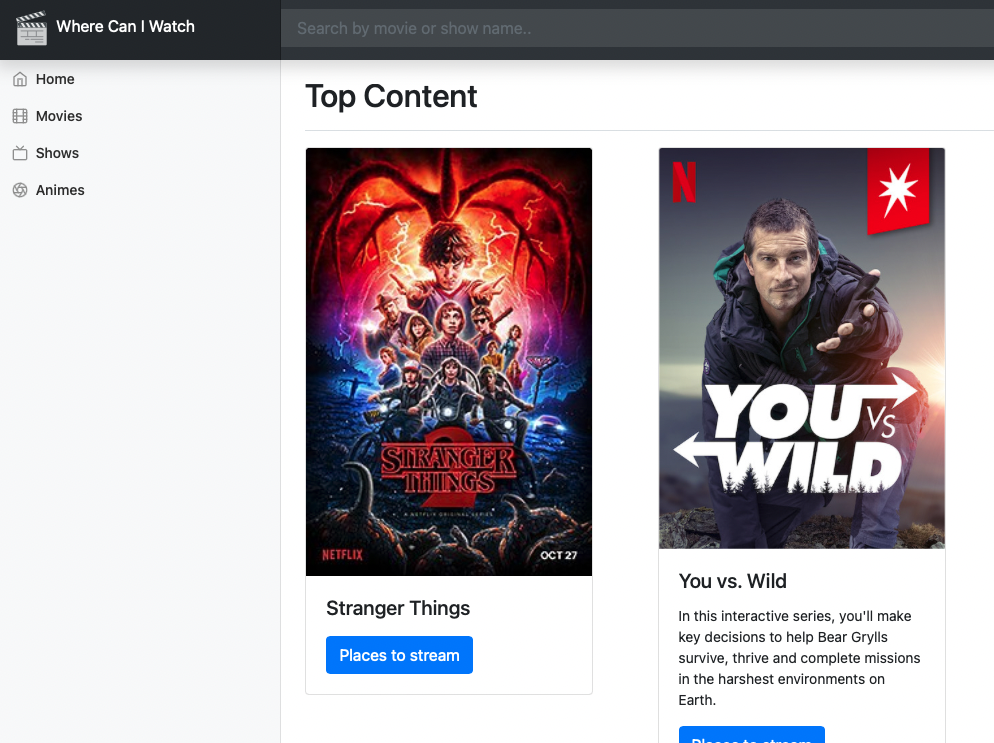 Where Can I Watch
Search by movie or show name..
Home
Movies
Shows
Animes
Top Content
STRANGER
THINGS
2
A NETFLIX ORIGINAL SERIES
NETFLIX
OCT 27
Stranger Things
Places to stream
N
YOU
VS
WILD
You vs. Wild
In this interactive series, you'll make
key decisions to help Bear Grylls
survive, thrive and complete missions
in the harshest environments on
Earth.
Places to stream